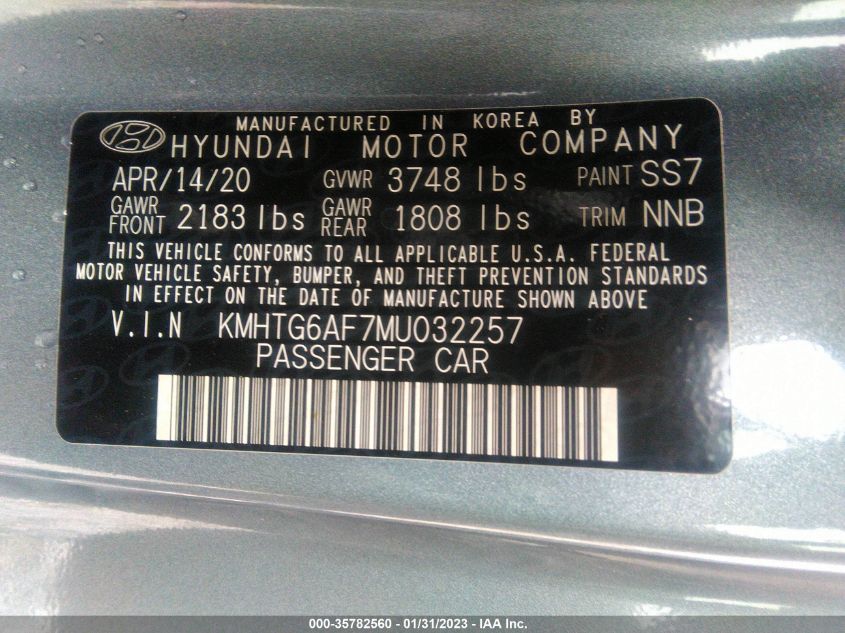 MANUFACTURED IN KOREA BY
HYUNDAI MOTOR COMPANY
APR/14/20 GVWR 3748 lbs PAINT SS7
GAWR FRONT 2183 lbs GAWR REAR 1808 lbs TRIM NNB
THIS VEHICLE CONFORMS TO ALL APPLICABLE U.S.A. FEDERAL
MOTOR VEHICLE SAFETY, BUMPER, AND THEFT PREVENTION STANDARDS
IN EFFECT ON THE DATE OF MANUFACTURE SHOWN ABOVE
V.I.N KMHTG6AF7MU032257
PASSENGER CAR
000-35782560 - 01/31/2023 - IAA Inc.